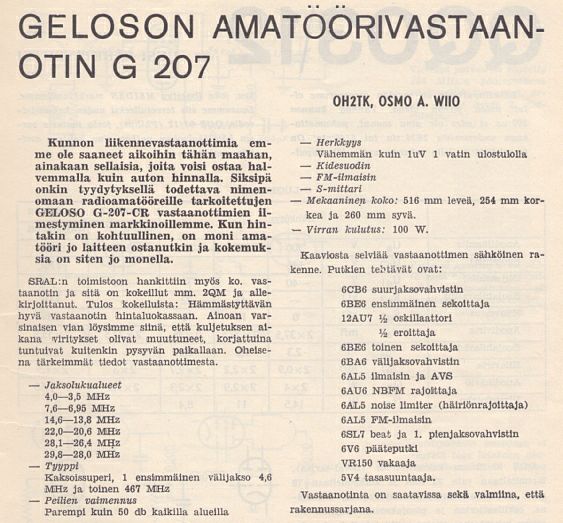 GELOSON AMATÖÖRIVASTAAN-
OTIN G 207
OH2TK, OSMO A. WIIO
Kunnon liikennevastaanottimia em-
me ole saaneet aikoihin tähän maahan,
ainakaan sellaisia, joita voisi ostaa hal-
vemmalla kuin auton hinnalla. Siksipä
onkin tyydytyksellä todettava nimen-
omaan radioamatööreille tarkoitettujen
GELOSO G-207-CR vastaanottimien il-
mestyminen markkinoillemme. Kun hin-
takin on kohtuullinen, on moni ama-
tööri jo laitteen ostanutkin ja kokemuk-
sia on siten jo monella.
SRAL:n toimistoon hankittiin myös ko. vas-
taanotin ja sitä on kokeillut mm. 2QM ja alle-
kirjoittanut. Tulos kokeiluista: Hämmästyttävän
hyvä vastaanotin hintaluokassaan. Ainoan var-
sinaisen vian löysimme siinä, että kuljetuksen ai-
kana viritykset olivat muuttuneet, korjattuina
tuntuivat kuitenkin pysyvän paikallaan. Oheise-
na tärkeimmät tiedot vastaanottimesta.
— Jaksolukualueet
4,0—3,5 MHz
7,6—6,95 MHz
14,6—13,8 MHz
22,0—20,6 MHz
28,1—26,4 MHz
29,8—28,0 MHz
— Tyyppi
Kaksoissuperi, 1 ensimmäinen välijakso 4,6
MHz ja toinen 467 MHz
— Peilien vaimennus
Parempi kuin 50 db kaikilla alueilla
— Herkkyys
Vähemmän kuin 1uV 1 vatin ulostulolla
— Kidesuodin
— FM-ilmaisin
— S-mittari
— Mekaaninen koko: 516 mm leveä, 254 mm kor-
kea ja 260 mm syvä.
— Virran kulutus: 100 W.
Kaaviosta selviää vastaanottimen sähköinen ra-
kenne. Putkien tehtävät ovat:
6CB6 suurjaksovahvistin
6BE6 ensimmäinen sekoittaja
12AU7 ½ oskillaattori
½ eroittaja
6BE6 toinen sekoittaja
6BA6 välijaksovahvistin
6AL5 ilmaisin ja AVS
6AU6 NBFM rajoittaja
6AL5 noise limiter (häiriönrajoittaja)
6AL5 FM-ilmaisin
6SL7 beat ja 1. pienjaksovahvistin
6V6 pääteputki
VR150 vakaaja
5V4 tasasuuntaaja.
Vastaanotinta on saatavissa sekä valmiina, että
rakennussarjana.